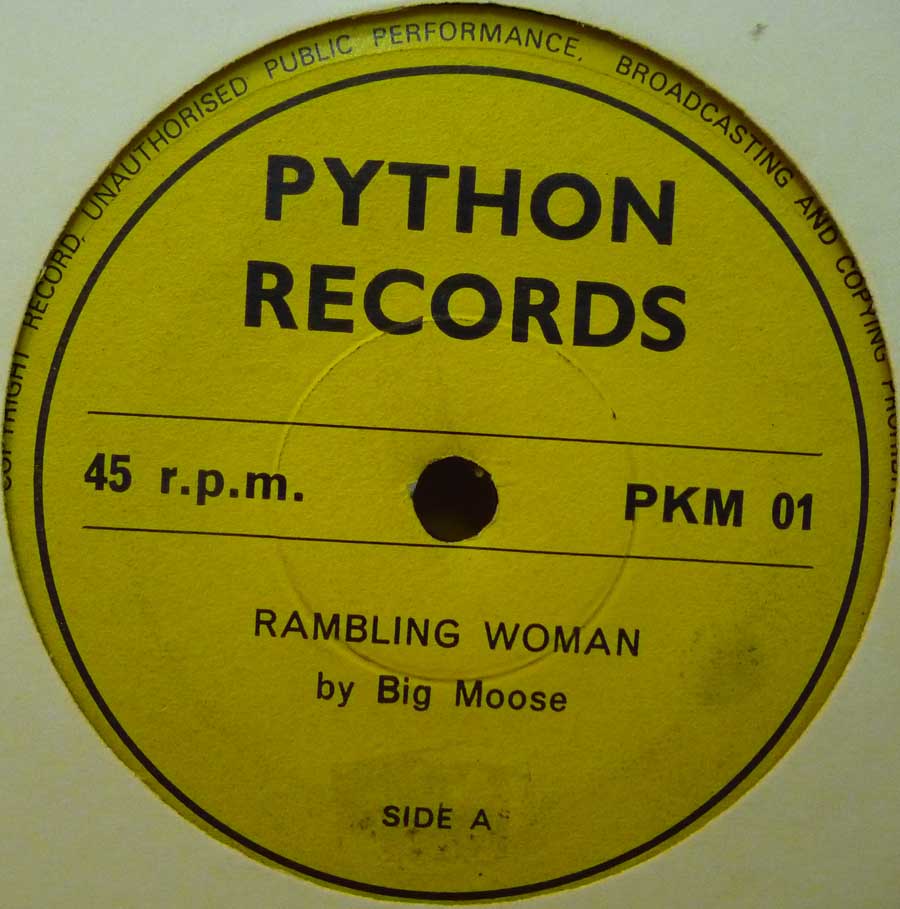 COPYRIGHT RECORD, UNAUTHORISED PUBLIC PERFORMANCE, BROADCASTING AND COPYING
PYTHON
RECORDS
45 r.p.m.
PKM 01
RAMBLING WOMAN
by Big Moose
SIDE A